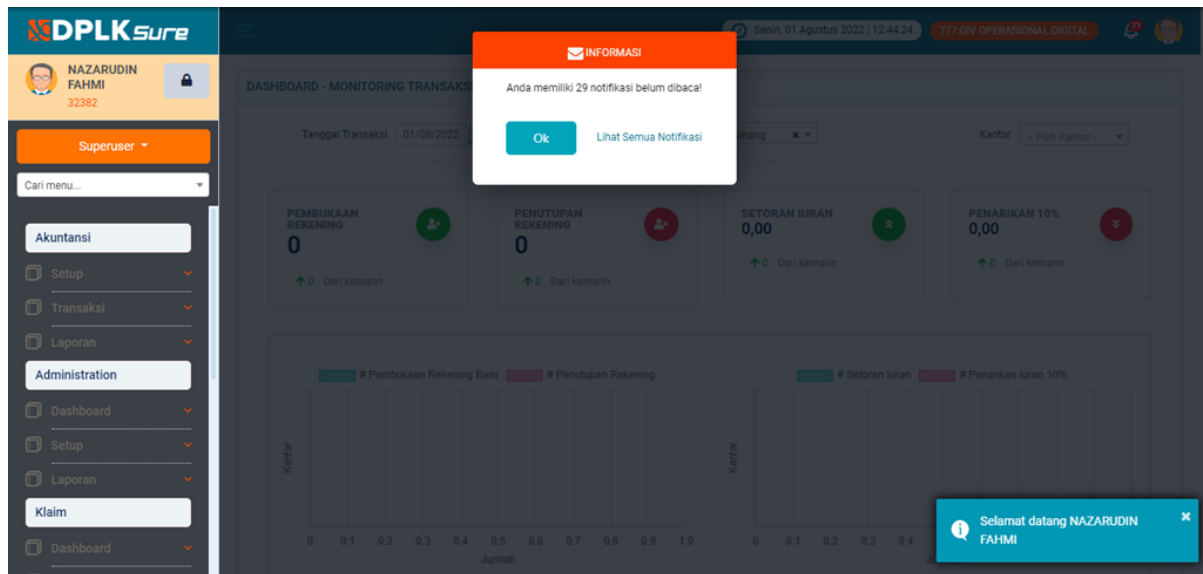 DPLKSure
NAZARUDIN
FAHMI
32382
Superuser
Cari menu...
Akuntansi
Setup
Transaksi
Laporan
Administration
Dashboard
Setup
Laporan
Klaim
Dashboard
Senin, 01 Agustus 2022 | 12:44:24
777:DIV OPERASIONAL DIGITAL
29
INFORMASI
Anda memiliki 29 notifikasi belum dibaca!
Ok
Lihat Semua Notifikasi
DASHBOARD - MONITORING TRANSAKS
Tanggal Transaksi
01/08/2022
abang
×
Kantor
-- Pilih Kantor --
PEMBUKAAN
REKENING
0
0 Dari kemarin
PENUTUPAN
REKENING
0
0 Dari kemarin
SETORAN IURAN
0,00
0 Dari kemarin
PENARIKAN 10%
0,00
0 Dari kemarin
# Pembukaan Rekening Baru # Penutupan Rekening
Kantor
0 0.1 0.2 0.3 0.4 0.5 0.6 0.7 0.8 0.9 1.0
Jumlah
# Setoran Iuran # Penarikan Iuran 10%
Kantor
0 0.1 0.2 0.3 0.4
Selamat datang NAZARUDIN
FAHMI
×